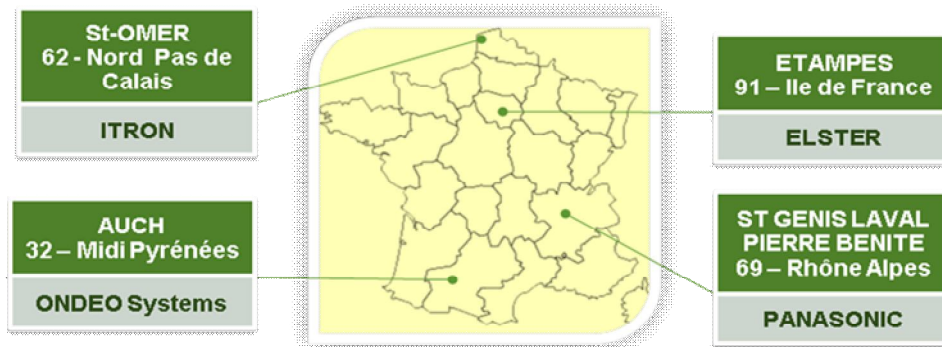 St-OMER
62 - Nord Pas de
Calais
ITRON
ETAMPES
91 – Ile de France
ELSTER
AUCH
32 – Midi Pyrénées
ONDEO Systems
ST GENIS LAVAL
PIERRE BENITE
69 – Rhône Alpes
PANASONIC